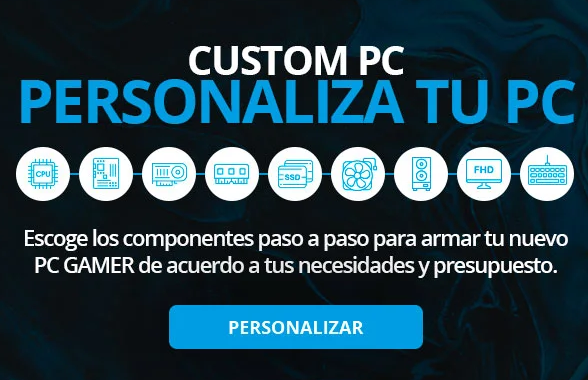 CUSTOM PC
PERSONALIZA TU PC
CPU
SSD
FHD
Escoge los componentes paso a paso para armar tu nuevo
PC GAMER de acuerdo a tus necesidades y presupuesto.
PERSONALIZAR